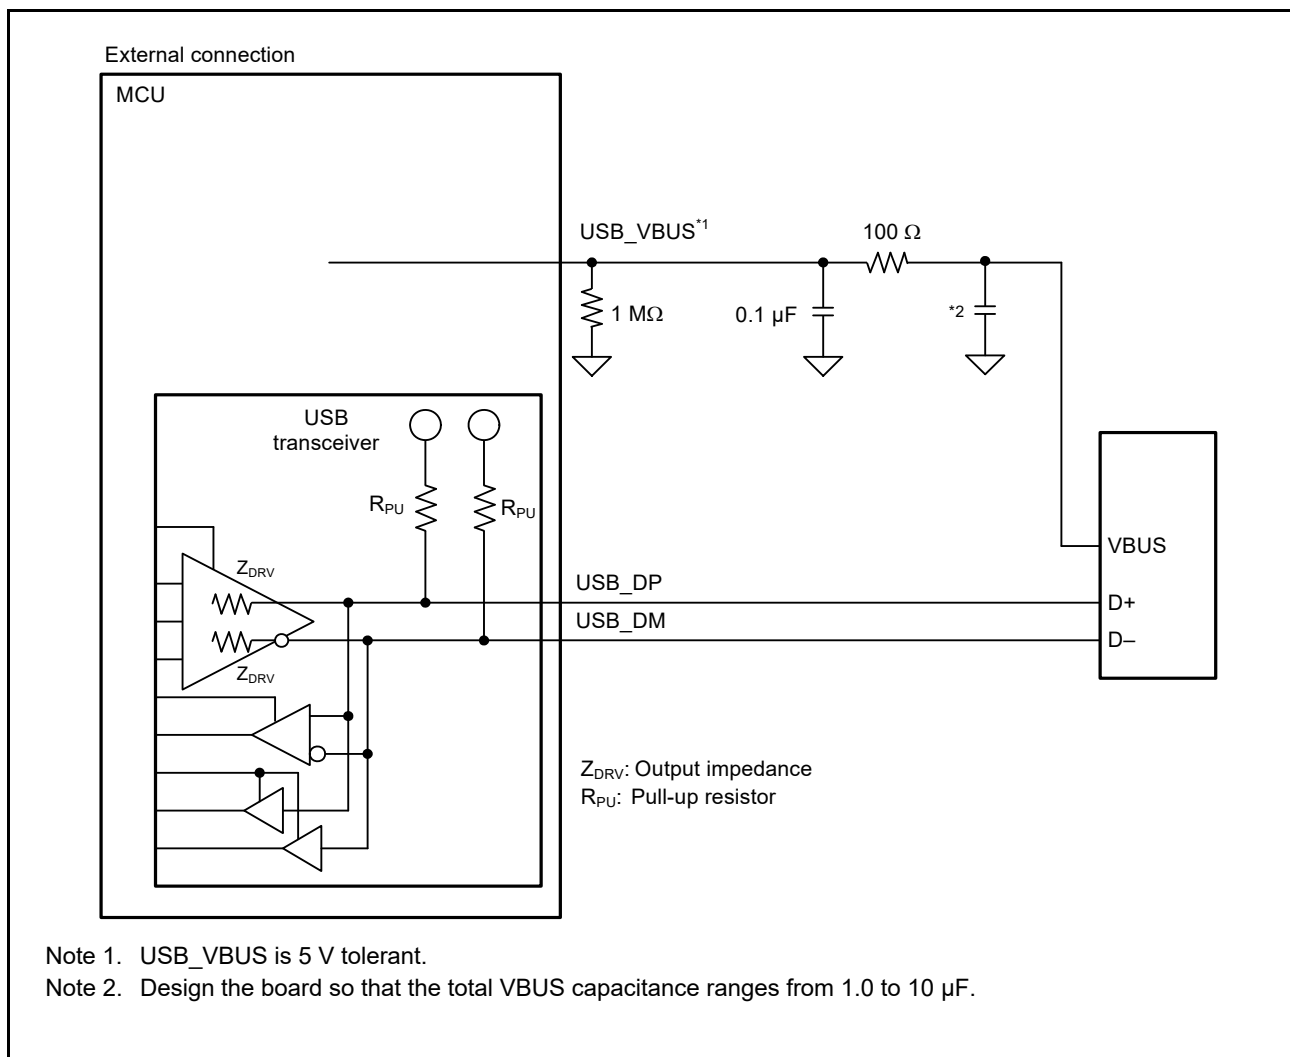 External connection
MCU
USB_VBUS*1
100 Ω
1 MΩ
0.1 µF
*2
USB
transceiver
RPU
RPU
ZDRV
ZDRV
USB_DP
USB_DM
VBUS
D+
D–
ZDRV: Output impedance
RPU: Pull-up resistor
Note 1. USB_VBUS is 5 V tolerant.
Note 2. Design the board so that the total VBUS capacitance ranges from 1.0 to 10 µF.